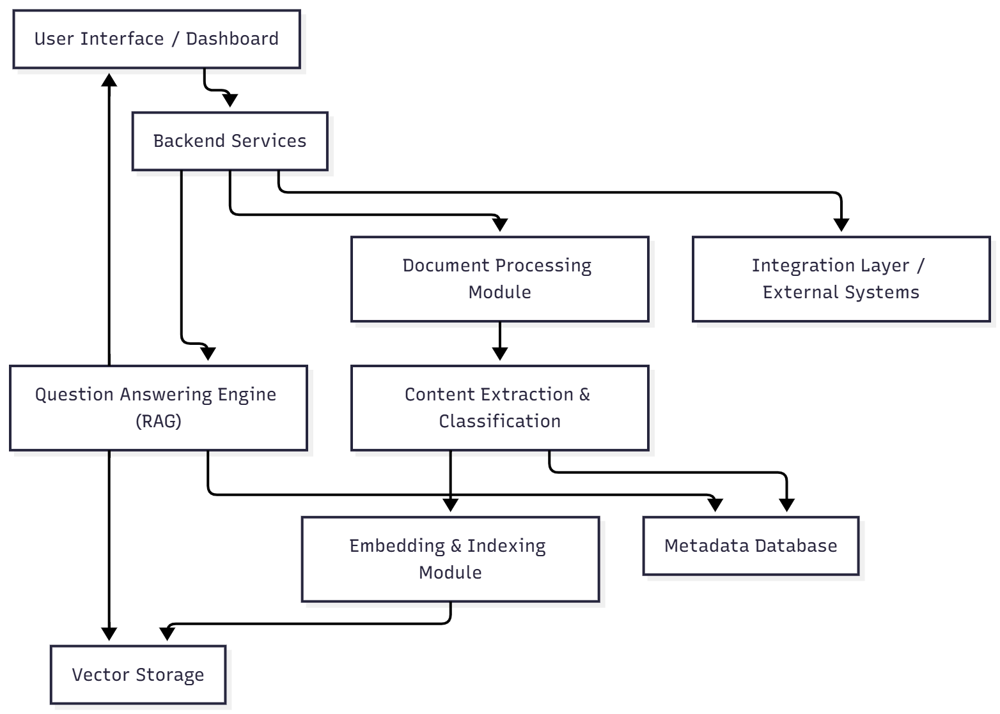 User Interface / Dashboard
Backend Services
Document Processing
Module
Integration Layer /
External Systems
Question Answering Engine
(RAG)
Content Extraction &
Classification
Embedding & Indexing
Module
Metadata Database
Vector Storage